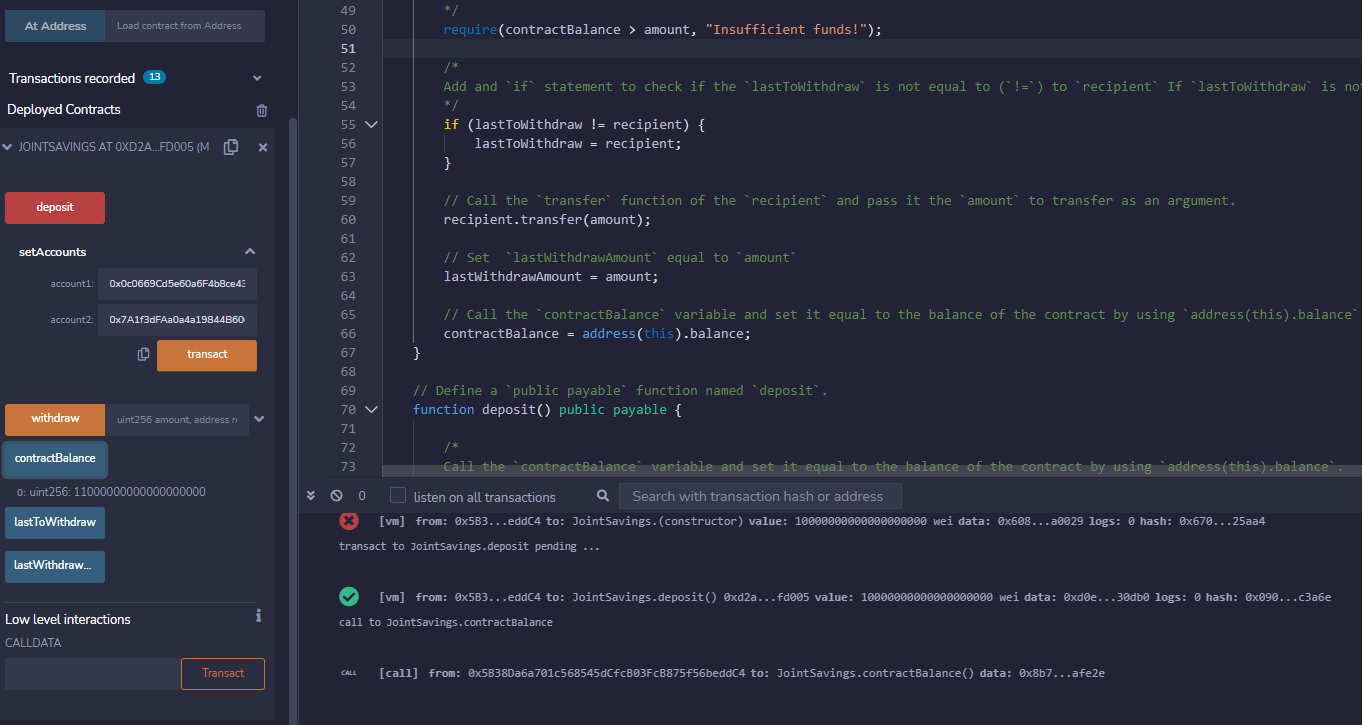 At Address
Load contract from Address
Transactions recorded 13
Deployed Contracts
JOINTSAVINGS AT 0XD2A...FD005 (M
deposit
setAccounts
account1: 0x0c0669Cd5e60a6F4b8ce43
account2: 0x7A1f3dFAa0a4a19844B60
transact
withdraw
uint256 amount, address r
contractBalance
0: uint256: 11000000000000000000
lastToWithdraw
lastWithdraw...
Low level interactions
i
CALLDATA
Transact
49 */
50 require(contractBalance > amount, "Insufficient funds!");
51
52 /*
53 Add and `if` statement to check if the `lastToWithdraw` is not equal to (`!=`) to `recipient` If `lastToWithdraw` is no
54 */
55 if (lastToWithdraw != recipient) {
56 lastToWithdraw = recipient;
57 }
58
59 // Call the `transfer` function of the `recipient` and pass it the `amount` to transfer as an argument.
60 recipient.transfer(amount);
61
62 // Set  `lastWithdrawAmount` equal to `amount`
63 lastWithdrawAmount = amount;
64
65 // Call the `contractBalance` variable and set it equal to the balance of the contract by using `address(this).balance`
66 contractBalance = address(this).balance;
67 }
68
69 // Define a `public payable` function named `deposit`.
70 function deposit() public payable {
71
72 /*
73 Call the `contractBalance` variable and set it equal to the balance of the contract by using `address(this).balance`.
0
listen on all transactions
Search with transaction hash or address
[vm] from: 0x5B3...eddC4 to: JointSavings.(constructor) value: 10000000000000000000 wei data: 0x608...a0029 logs: 0 hash: 0x670...25aa4
transact to JointSavings.deposit pending ...
[vm] from: 0x5B3...eddC4 to: JointSavings.deposit() 0xd2a...fd005 value: 10000000000000000000 wei data: 0xd0e...30db0 logs: 0 hash: 0x090...c3a6e
call to JointSavings.contractBalance
CALL [call] from: 0x5B38Da6a701c568545dCfcB03FcB875f56beddC4 to: JointSavings.contractBalance() data: 0x8b7...afe2e